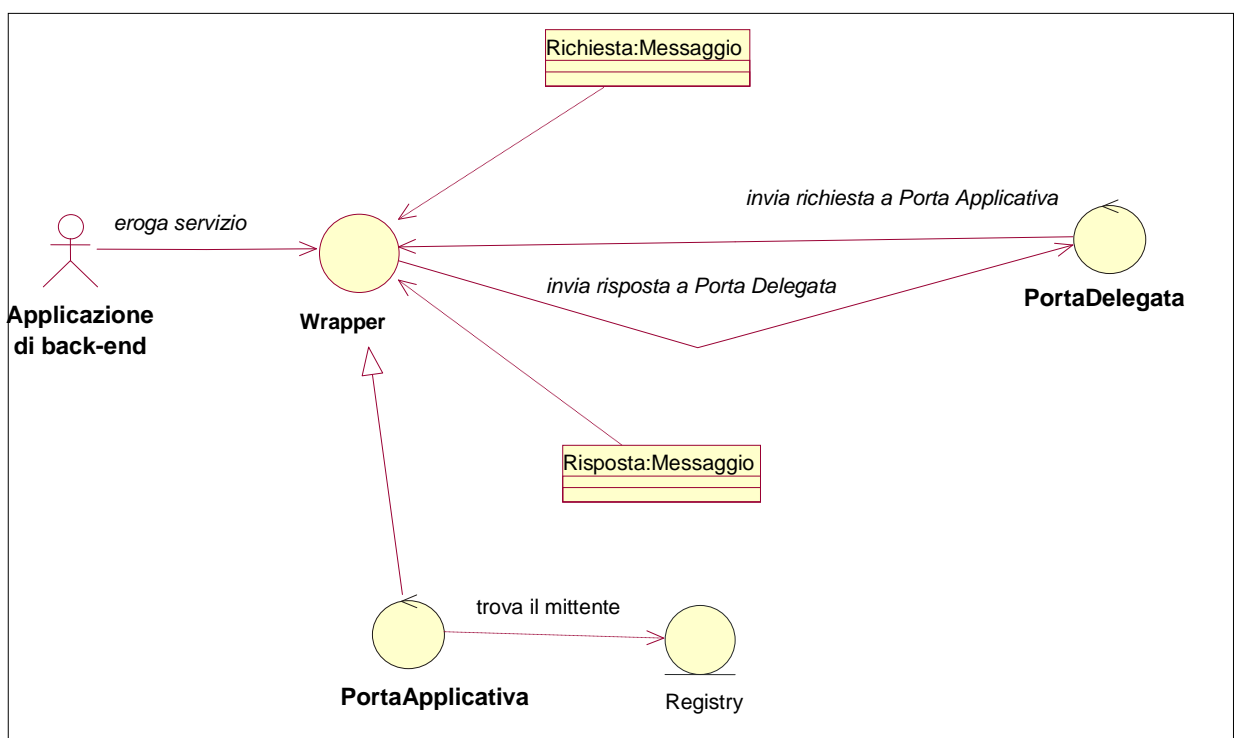 Richiesta:Messaggio
invia richiesta a Porta Applicativa
eroga servizio
invia risposta a Porta Delegata
PortaDelegata
Applicazione
di back-end
Wrapper
Risposta:Messaggio
trova il mittente
PortaApplicativa
Registry